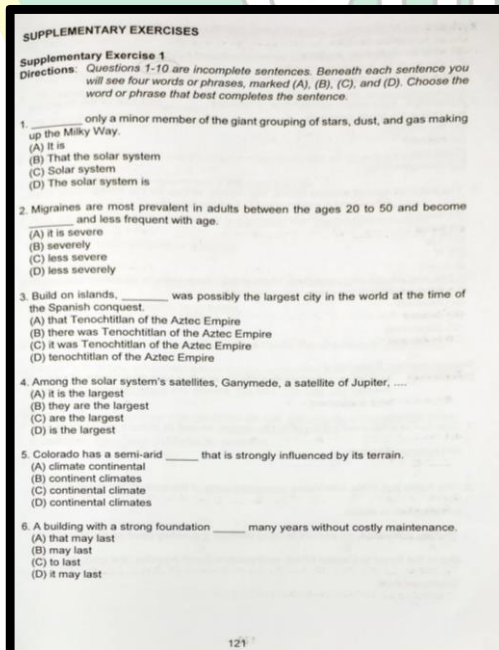 SUPPLEMENTARY EXERCISES
Supplementary Exercise 1
Directions: Questions 1-10 are incomplete sentences. Beneath each sentence you
will see four words or phrases, marked (A), (B), (C), and (D). Choose the
word or phrase that best completes the sentence.
1. ________ only a minor member of the giant grouping of stars, dust, and gas making
up the Milky Way.
(A) It is
(B) That the solar system
(C) Solar system
(D) The solar system is
2. Migraines are most prevalent in adults between the ages 20 to 50 and become
________ and less frequent with age.
(A) it is severe
(B) severely
(C) less severe
(D) less severely
3. Build on islands, ________ was possibly the largest city in the world at the time of
the Spanish conquest.
(A) that Tenochtitlan of the Aztec Empire
(B) there was Tenochtitlan of the Aztec Empire
(C) it was Tenochtitlan of the Aztec Empire
(D) tenochtitlan of the Aztec Empire
4. Among the solar system's satellites, Ganymede, a satellite of Jupiter, ....
(A) it is the largest
(B) they are the largest
(C) are the largest
(D) is the largest
5. Colorado has a semi-arid _____ that is strongly influenced by its terrain.
(A) climate continental
(B) continent climates
(C) continental climate
(D) continental climates
6. A building with a strong foundation _____ many years without costly maintenance.
(A) that may last
(B) may last
(C) to last
(D) it may last
121